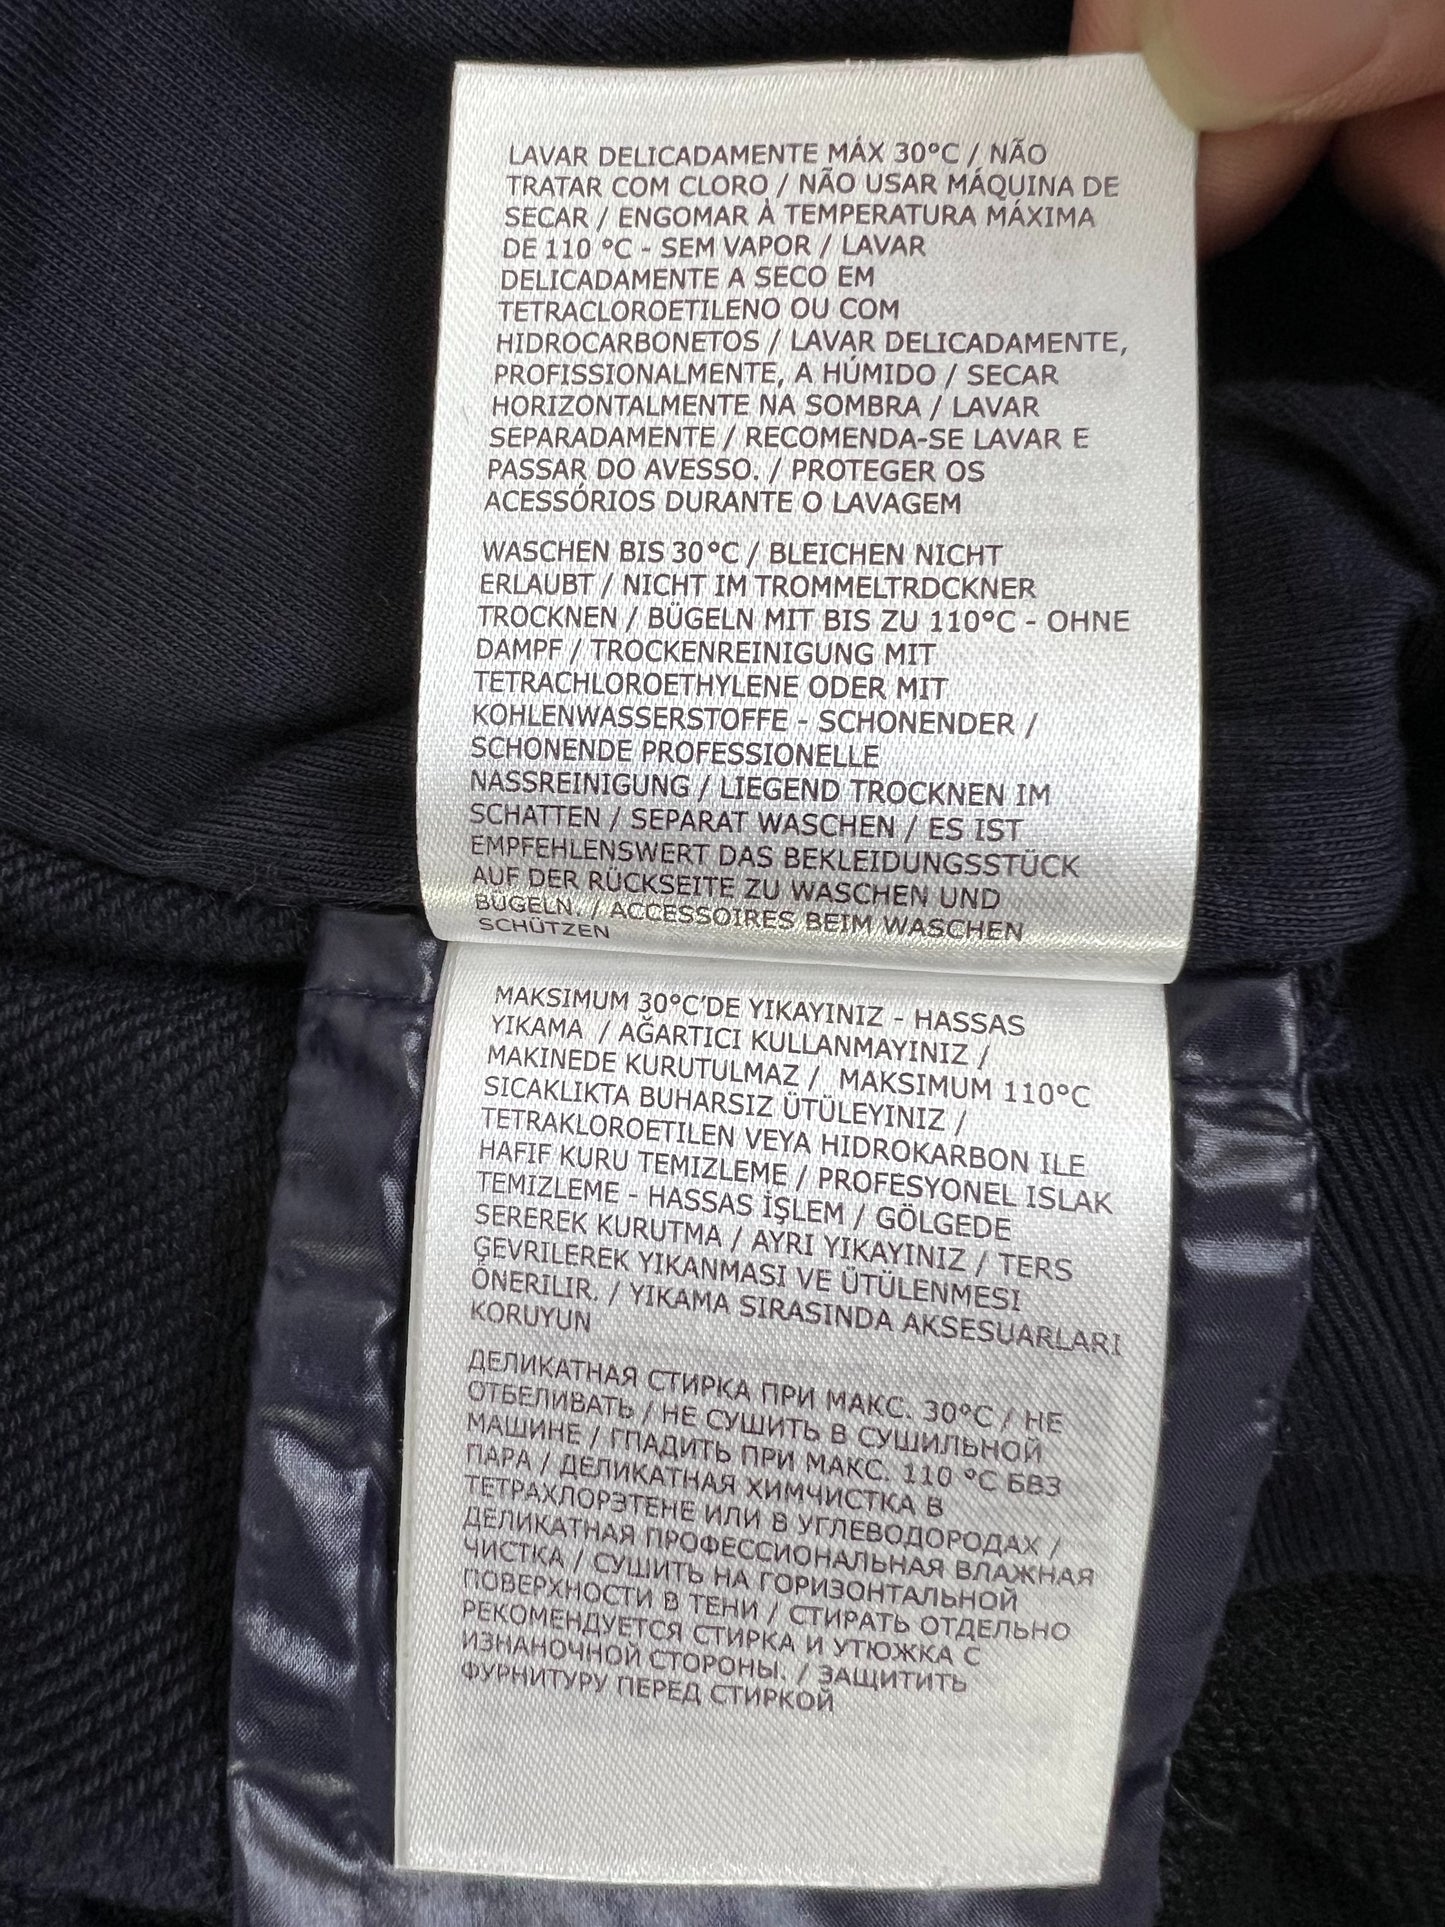 LAVAR DELICADAMENTE MÁX 30°C / NÃO
TRATAR COM CLORO / NÃO USAR MÁQUINA DE
SECAR / ENGOMAR À TEMPERATURA MÁXIMA
DE 110 °C - SEM VAPOR / LAVAR
DELICADAMENTE A SECO EM
TETRACLOROETILENO OU COM
HIDROCARBONETOS / LAVAR DELICADAMENTE,
PROFISSIONALMENTE, A HÚMIDO / SECAR
HORIZONTALMENTE NA SOMBRA / LAVAR
SEPARADAMENTE / RECOMENDA-SE LAVAR E
PASSAR DO AVESSO. / PROTEGER OS
ACESSÓRIOS DURANTE O LAVAGEM
WASCHEN BIS 30°C / BLEICHEN NICHT
ERLAUBT / NICHT IM TROMMELTRDCKNER
TROCKNEN / BÜGELN MIT BIS ZU 110°C - OHNE
DAMPF / TROCKENREINIGUNG MIT
TETRACHLOROETHYLENE ODER MIT
KOHLENWASSERSTOFFE - SCHONENDER /
SCHONENDE PROFESSIONELLE
NASSREINIGUNG / LIEGEND TROCKNEN IM
SCHATTEN / SEPARAT WASCHEN / ES IST
EMPFEHLENSWERT DAS BEKLEIDUNGSSTÜCK
AUF DER RÜCKSEITE ZU WASCHEN UND
BÜGELN. / ACCESSOIRES BEIM WASCHEN
SCHÜTZEN
MAKSIMUM 30°C'DE YIKAYINIZ - HASSAS
YIKAMA / AĞARTICI KULLANMAYINIZ /
MAKINEDE KURUTULMAZ / MAKSIMUM 110°C
SICAKLIKTA BUHARSIZ ÜTÜLEYINIZ /
TETRAKLOROETILEN VEYA HIDROKARBON ILE
HAFIF KURU TEMIZLEME / PROFESYONEL ISLAK
TEMIZLEME - HASSAS İŞLEM / GÖLGEDE
SEREREK KURUTMA / AYRI YIKAYINIZ / TERS
ÇEVRILEREK YIKANMASI VE ÜTÜLENMESI
ÖNERILIR. / YIKAMA SIRASINDA AKSESUARLARI
KORUYUN
ДЕЛИКАТНАЯ СТИРКА ПРИ МАКС. 30°C / НЕ
ОТБЕЛИВАТЬ / НЕ СУШИТЬ В СУШИЛЬНОЙ
МАШИНЕ / ГПАДИТЬ ПРИ МАКС. 110 °C БВЗ
ПАРА / ДЕЛИКАТНАЯ ХИМЧИСТКА В
ТЕТРАХЛОРЭТЕНЕ ИЛИ В УГЛЕВОДОРОДАХ /
ДЕЛИКАТНАЯ ПРОФЕССИОНАЛЬНАЯ ВЛАЖНАЯ
ЧИСТКА / СУШИТЬ НА ГОРИЗОНТАЛЬНОЙ
ПОВЕРХНОСТИ В ТЕНИ / СТИРАТЬ ОТДЕЛЬНО
РЕКОМЕНДУЕТСЯ СТИРКА И УТЮЖКА С
ИЗНАНОЧНОЙ СТОРОНЫ. / ЗАЩИТИТЬ
ФУРНИТУРУ ПЕРЕД СТИРКОЙ